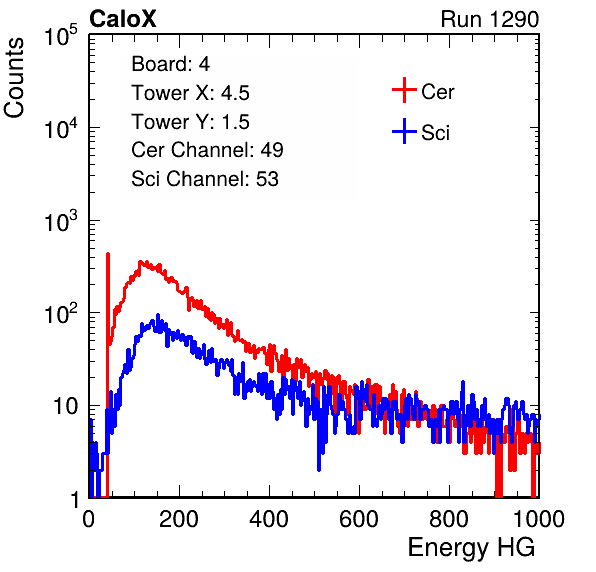 CaloX
Run 1290
Counts
10^5
10^4
10^3
10^2
10
1
Board: 4
Tower X: 4.5
Tower Y: 1.5
Cer Channel: 49
Sci Channel: 53
Cer
Sci
0 200 400 600 800 1000
Energy HG